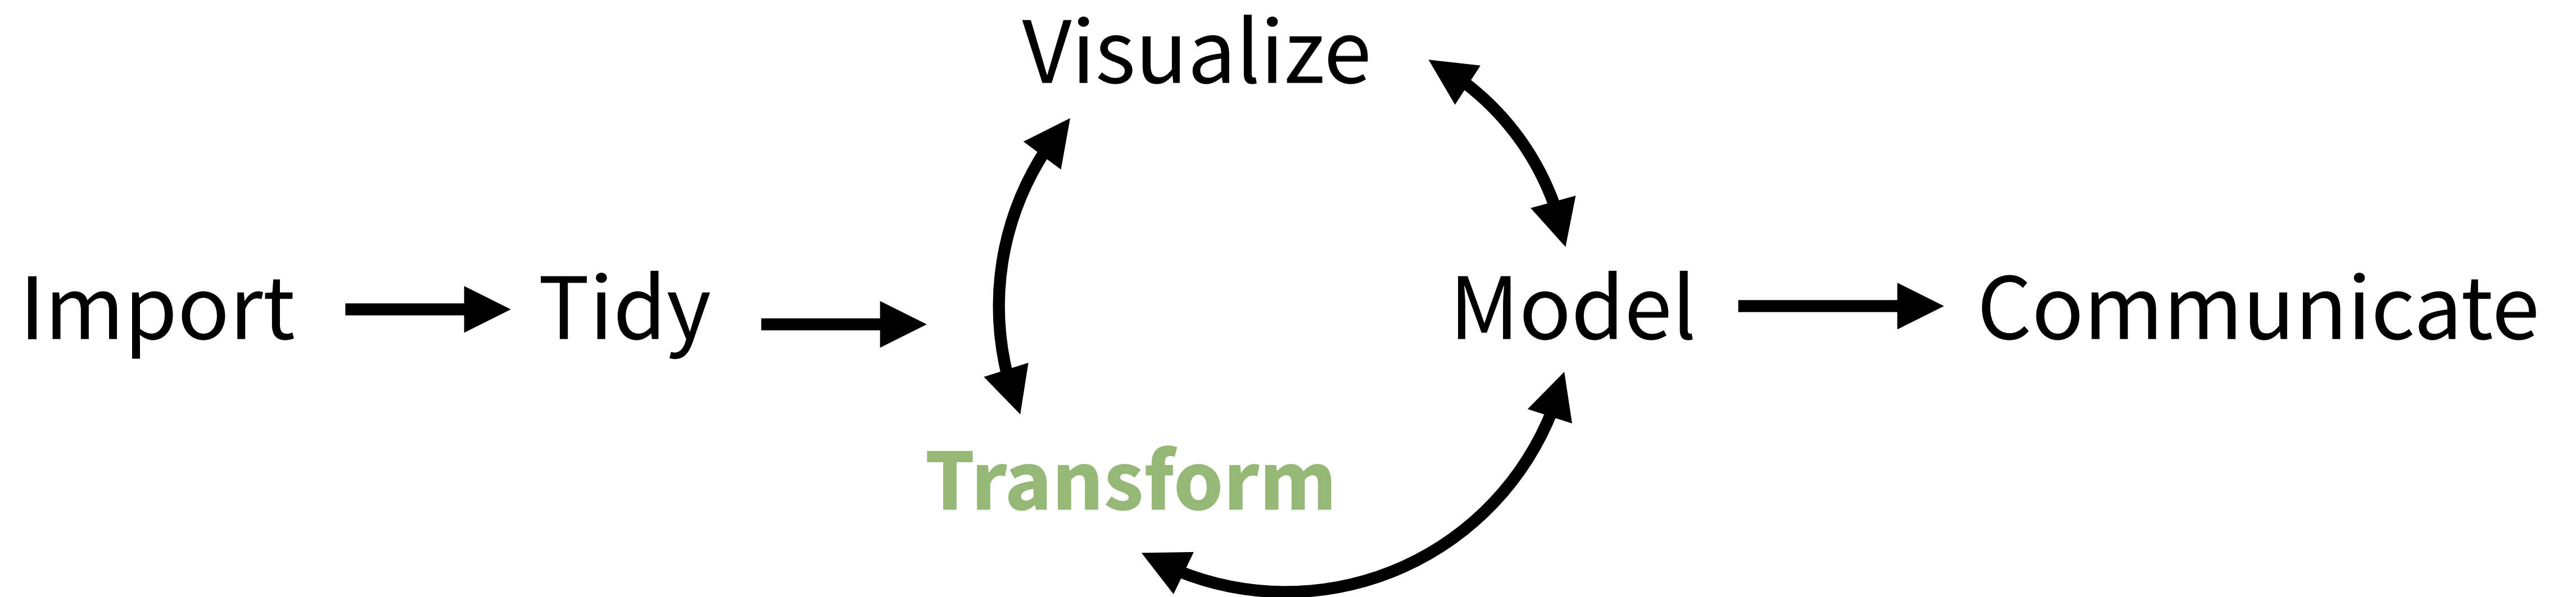 Visualize
Import
Tidy
Model
Communicate
Transform